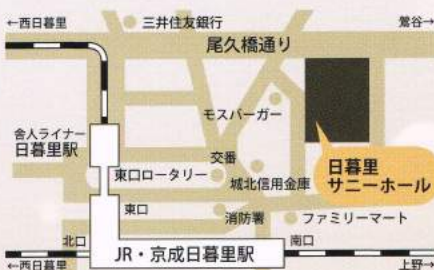 ←西日暮里
三井住友銀行
鶯谷→
尾久橋通り
モスバーガー
舎人ライナー
日暮里駅
交番
東口ロータリー
城北信用金庫
日暮里
サニーホール
東口
消防署
ファミリーマート
北口
JR・京成日暮里駅
南口
←西日暮里
上野→